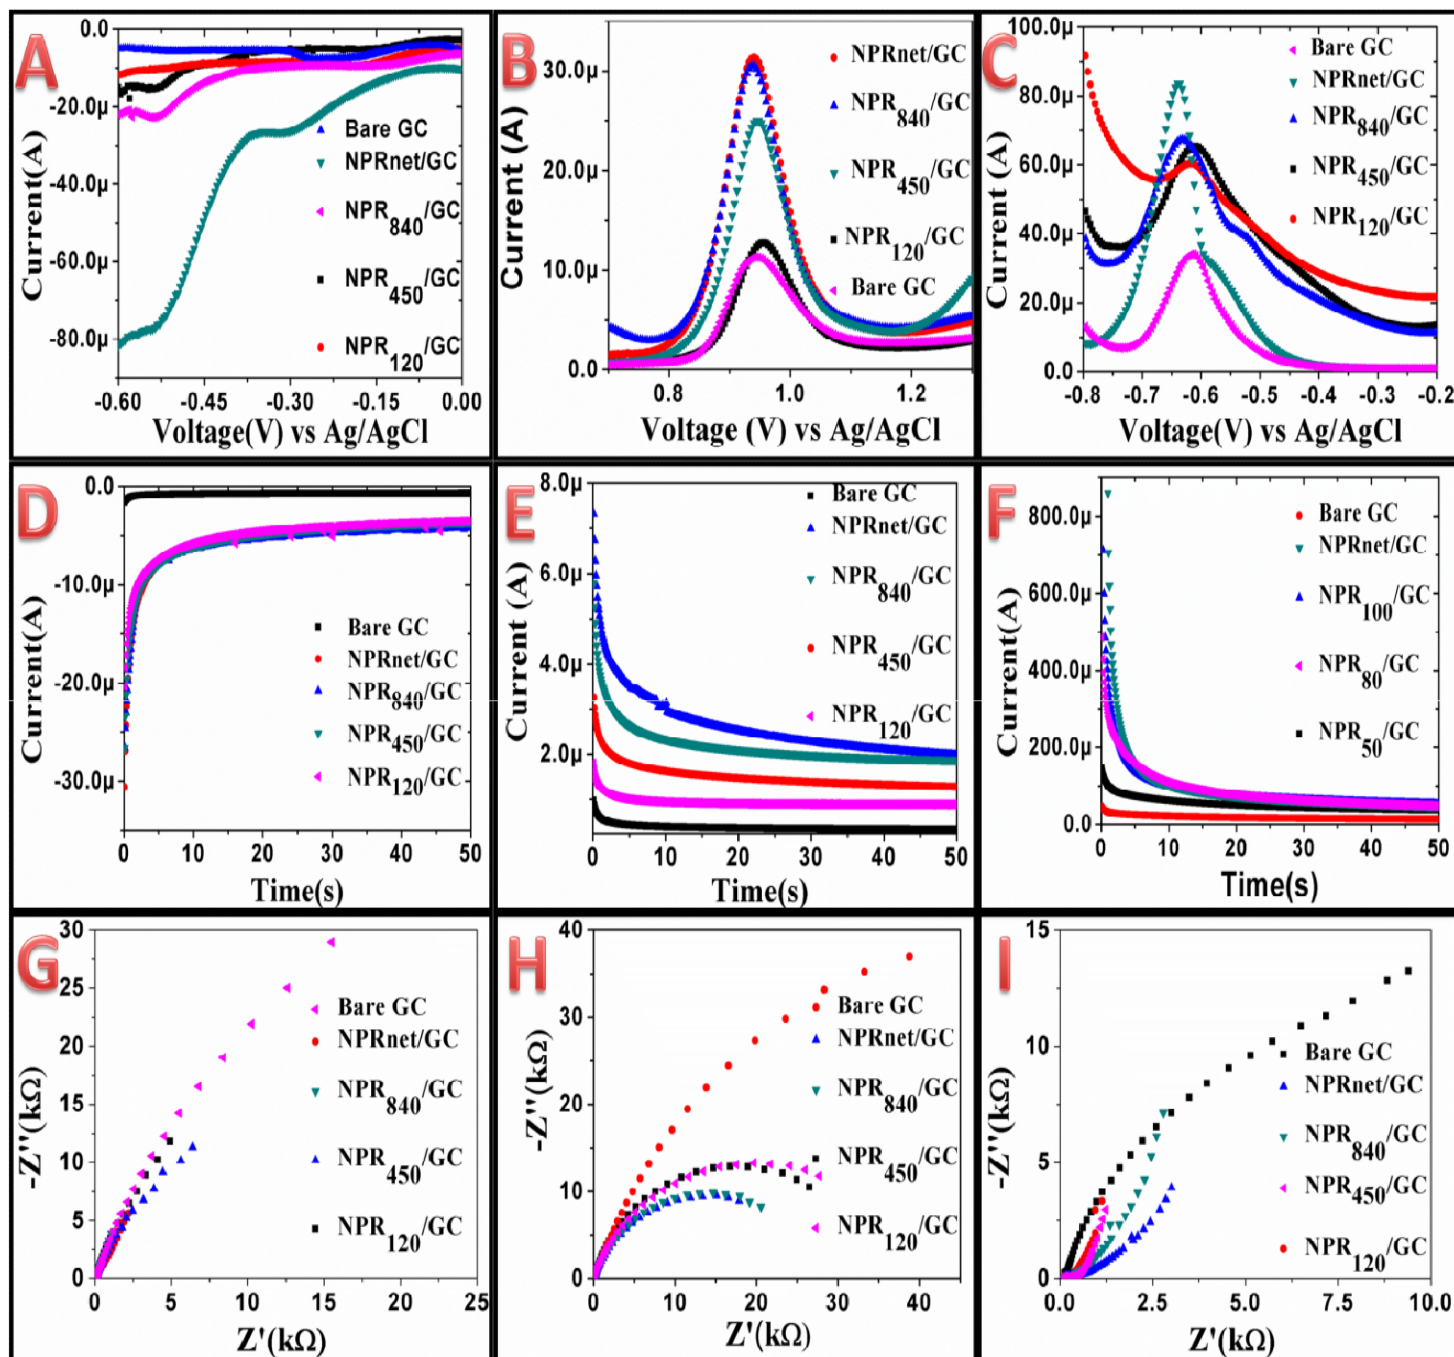 A
0.0
-20.0µ
-40.0µ
-60.0µ
-80.0µ
Current(A)
-0.60 -0.45 -0.30 -0.15 0.00
Voltage(V) vs Ag/AgCl
Bare GC
NPRnet/GC
NPR840/GC
NPR450/GC
NPR120/GC
B
30.0µ
20.0µ
10.0µ
0.0
Current (A)
0.8 1.0 1.2
Voltage (V) vs Ag/AgCl
NPRnet/GC
NPR840/GC
NPR450/GC
NPR120/GC
Bare GC
C
100.0µ
80.0µ
60.0µ
40.0µ
20.0µ
0.0
Current (A)
-0.8 -0.7 -0.6 -0.5 -0.4 -0.3 -0.2
Voltage(V) vs Ag/AgCl
Bare GC
NPRnet/GC
NPR840/GC
NPR450/GC
NPR120/GC
D
0.0
-10.0µ
-20.0µ
-30.0µ
Current(A)
0 10 20 30 40 50
Time(s)
Bare GC
NPRnet/GC
NPR840/GC
NPR450/GC
NPR120/GC
E
8.0µ
6.0µ
4.0µ
2.0µ
Current (A)
0 10 20 30 40 50
Time(s)
Bare GC
NPRnet/GC
NPR840/GC
NPR450/GC
NPR120/GC
F
800.0µ
600.0µ
400.0µ
200.0µ
0.0
Current(A)
0 10 20 30 40 50
Time(s)
Bare GC
NPRnet/GC
NPR100/GC
NPR80/GC
NPR50/GC
G
30
25
20
15
10
5
0
-Z''(kΩ)
0 5 10 15 20 25
Z'(kΩ)
Bare GC
NPRnet/GC
NPR840/GC
NPR450/GC
NPR120/GC
H
40
30
20
10
0
-Z''(kΩ)
0 10 20 30 40
Z'(kΩ)
Bare GC
NPRnet/GC
NPR840/GC
NPR450/GC
NPR120/GC
I
15
10
5
0
-Z''(kΩ)
0.0 2.5 5.0 7.5 10.0
Z'(kΩ)
Bare GC
NPRnet/GC
NPR840/GC
NPR450/GC
NPR120/GC